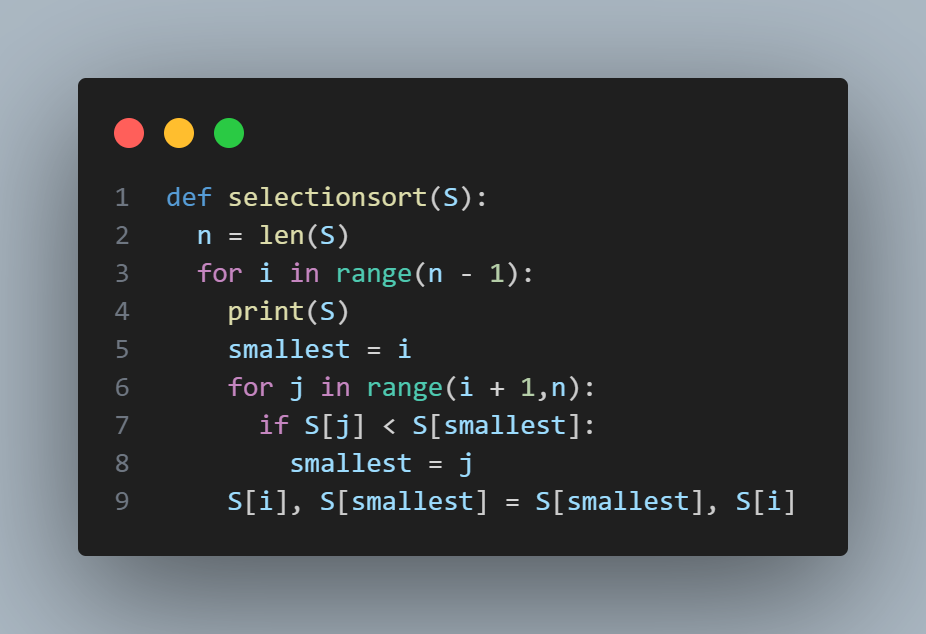 1 def selectionsort(S):
2   n = len(S)
3   for i in range(n - 1):
4     print(S)
5     smallest = i
6     for j in range(i + 1,n):
7       if S[j] < S[smallest]:
8         smallest = j
9     S[i], S[smallest] = S[smallest], S[i]